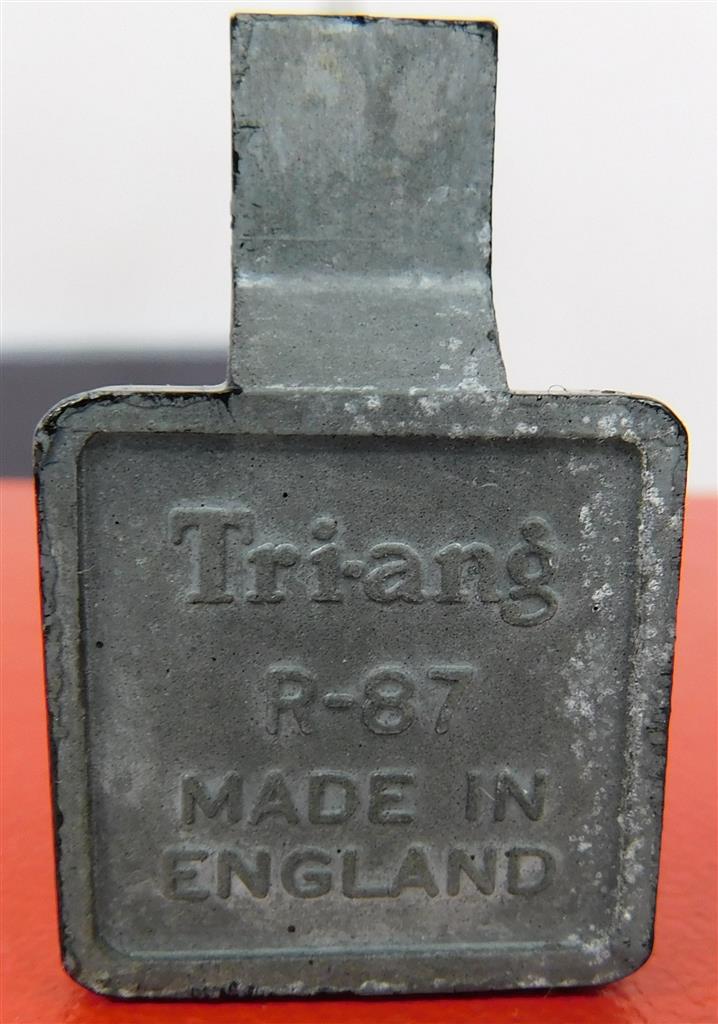 Tri-ang
R-87
MADE IN
ENGLAND